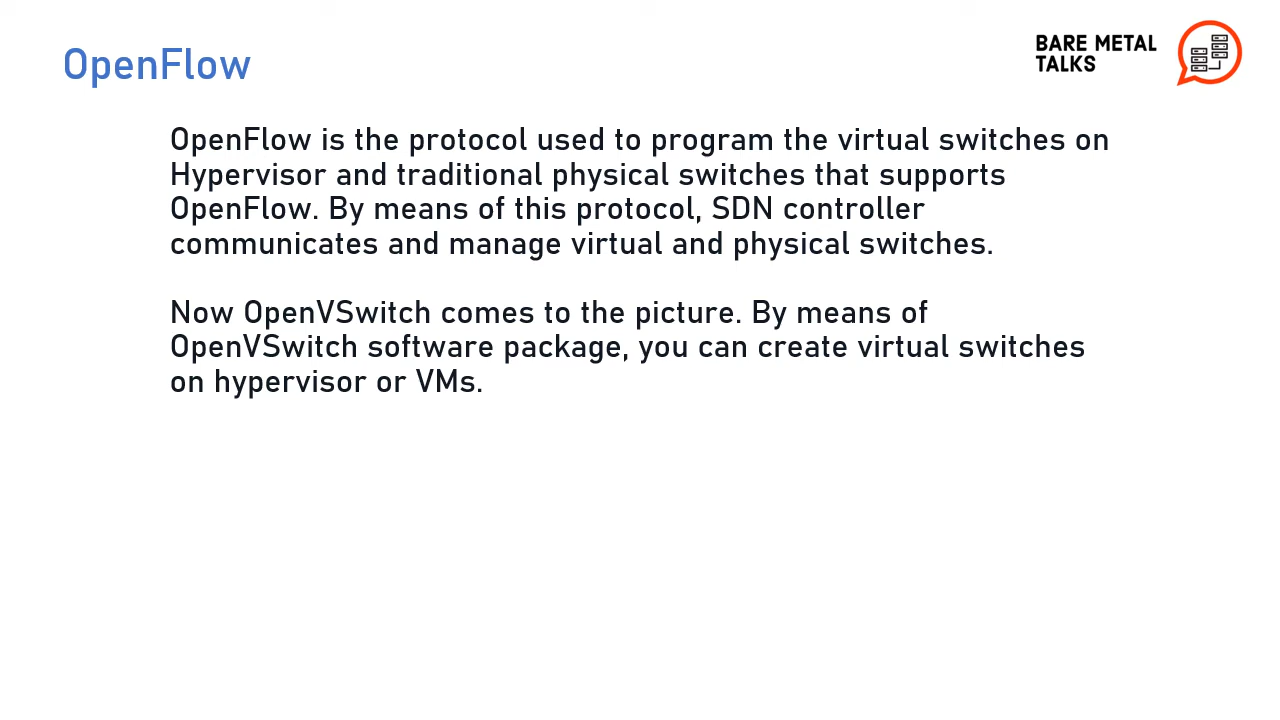 OpenFlow
BARE METAL
TALKS
OpenFlow is the protocol used to program the virtual switches on
Hypervisor and traditional physical switches that supports
OpenFlow. By means of this protocol, SDN controller
communicates and manage virtual and physical switches.
Now OpenVSwitch comes to the picture. By means of
OpenVSwitch software package, you can create virtual switches
on hypervisor or VMs.